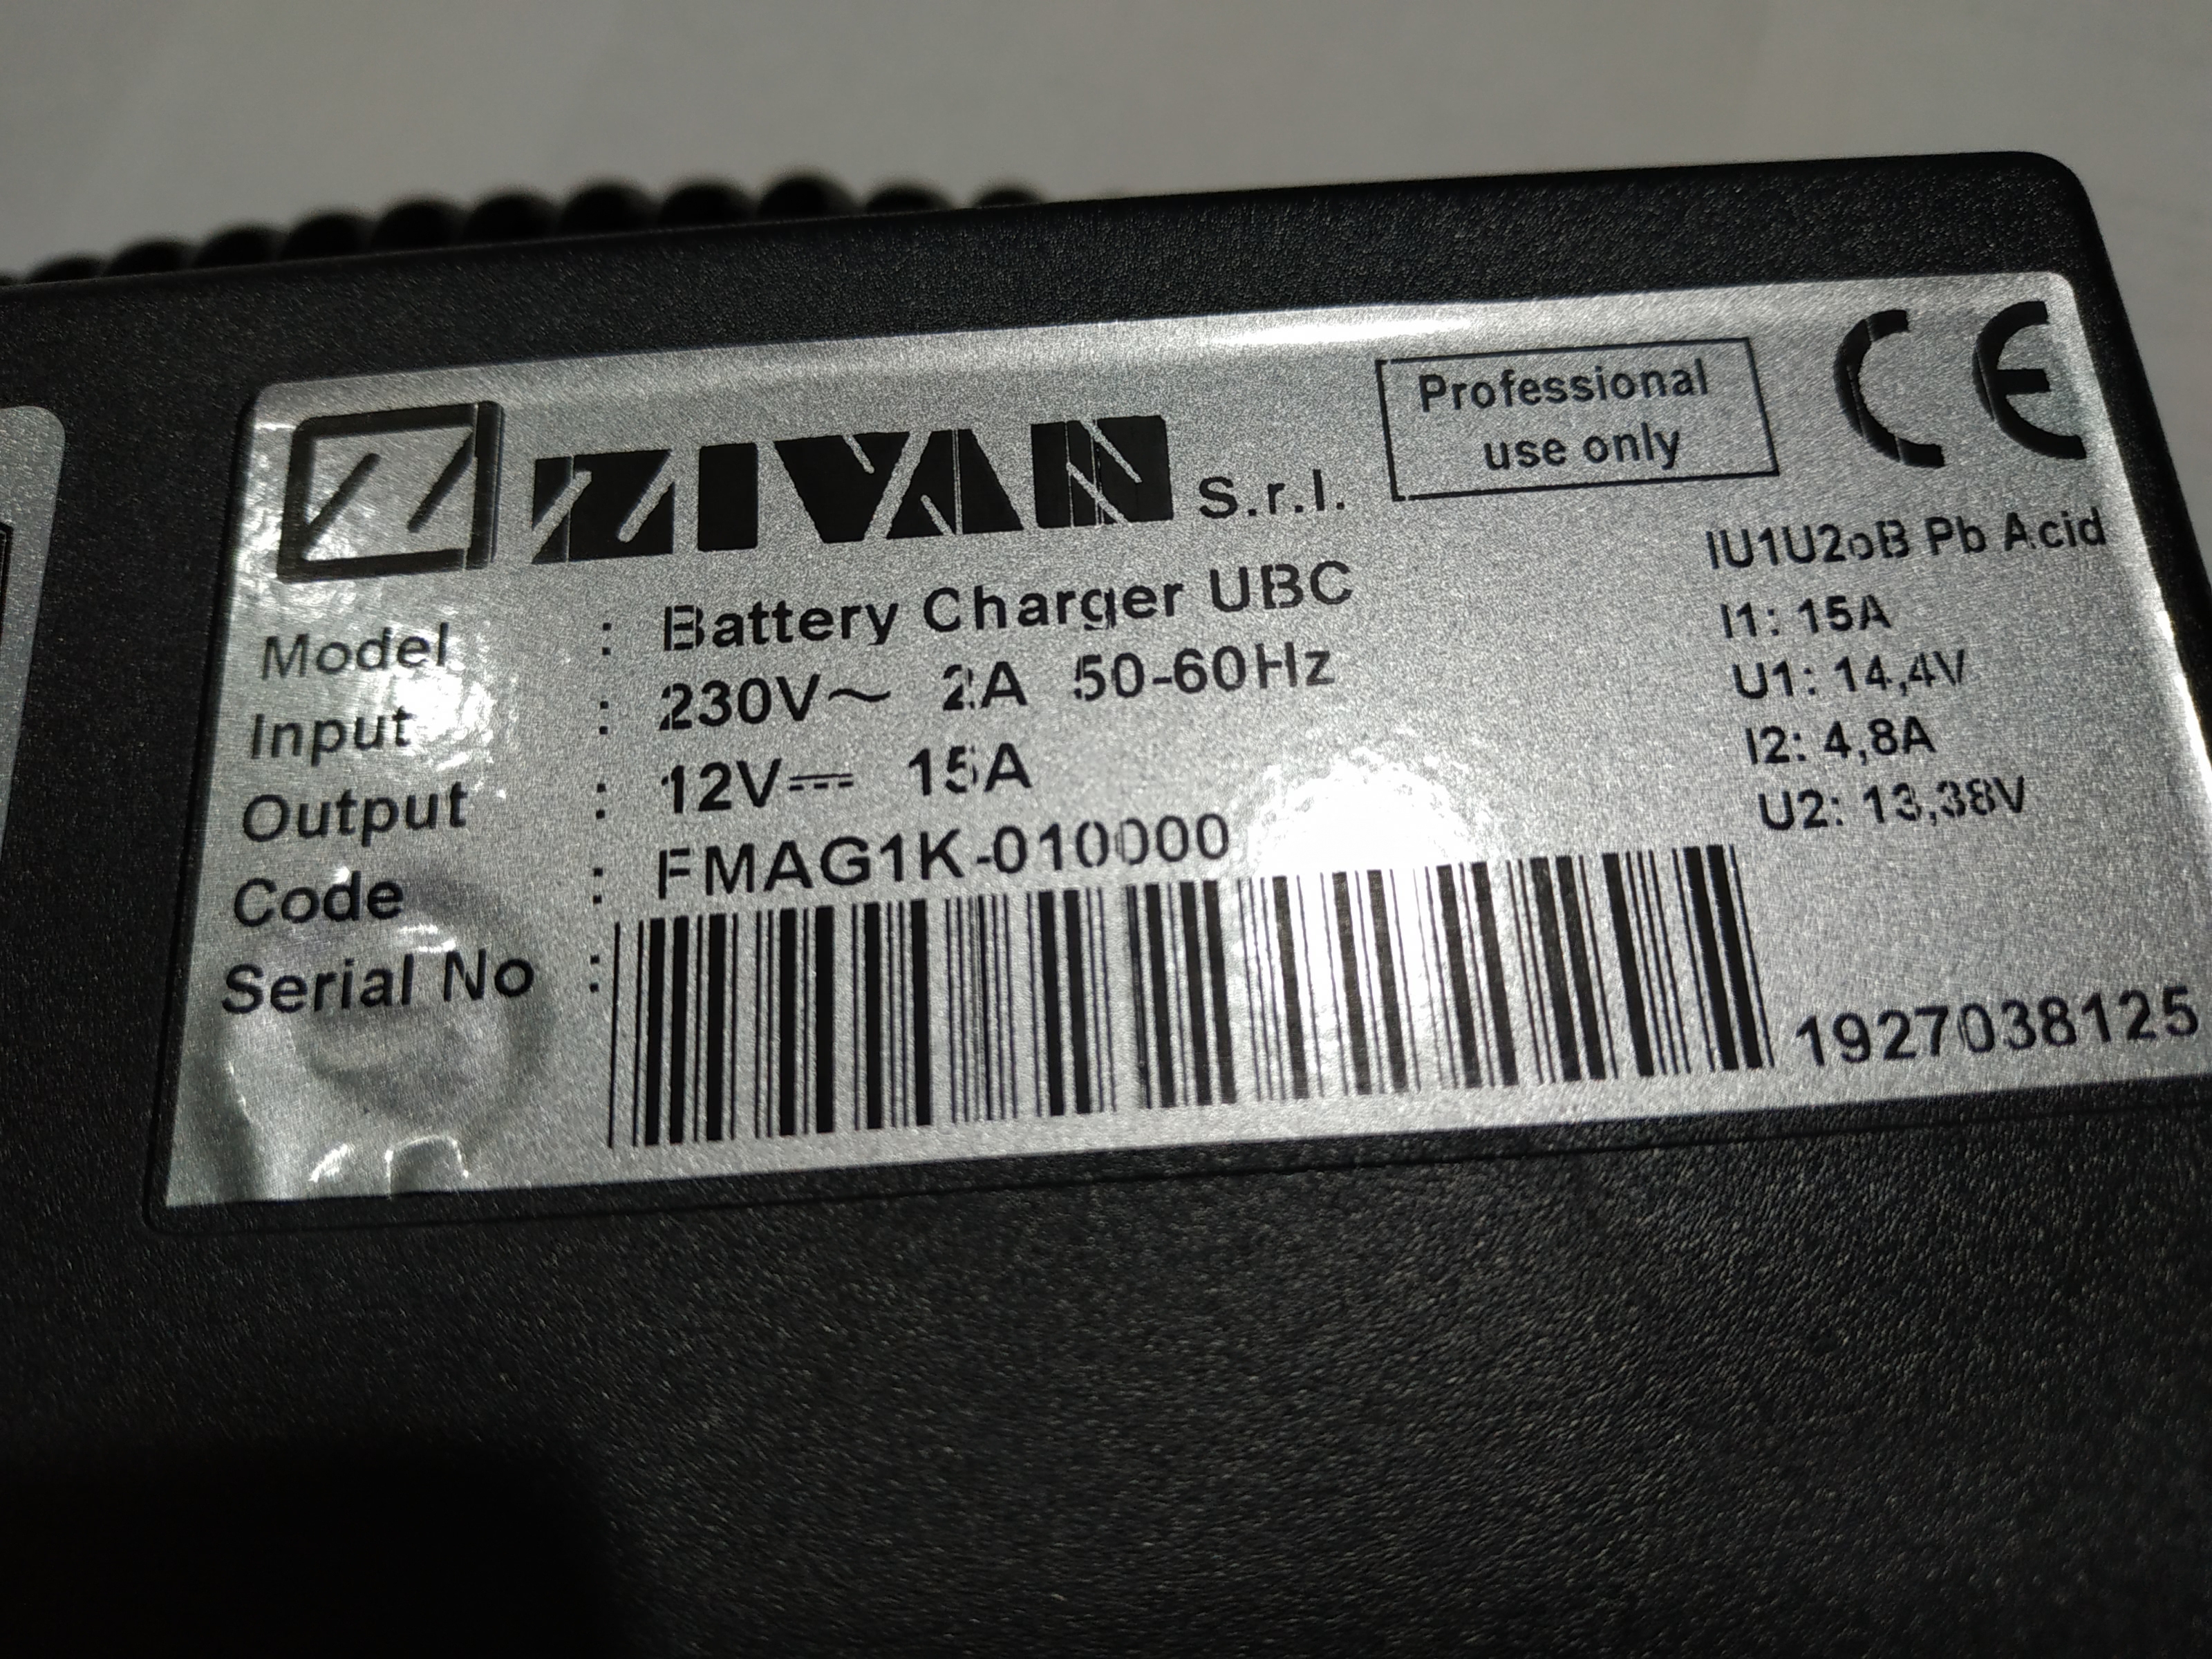 ZIVAN S.r.l.
Professional
use only
CE
Model : Battery Charger UBC
Input : 230V~ 2A 50-60Hz
Output : 12V⎓ 15A
Code : FMAG1K-010000
Serial No :
1927038125
IU1U2oB Pb Acid
I1: 15A
U1: 14,4V
I2: 4,8A
U2: 13,38V